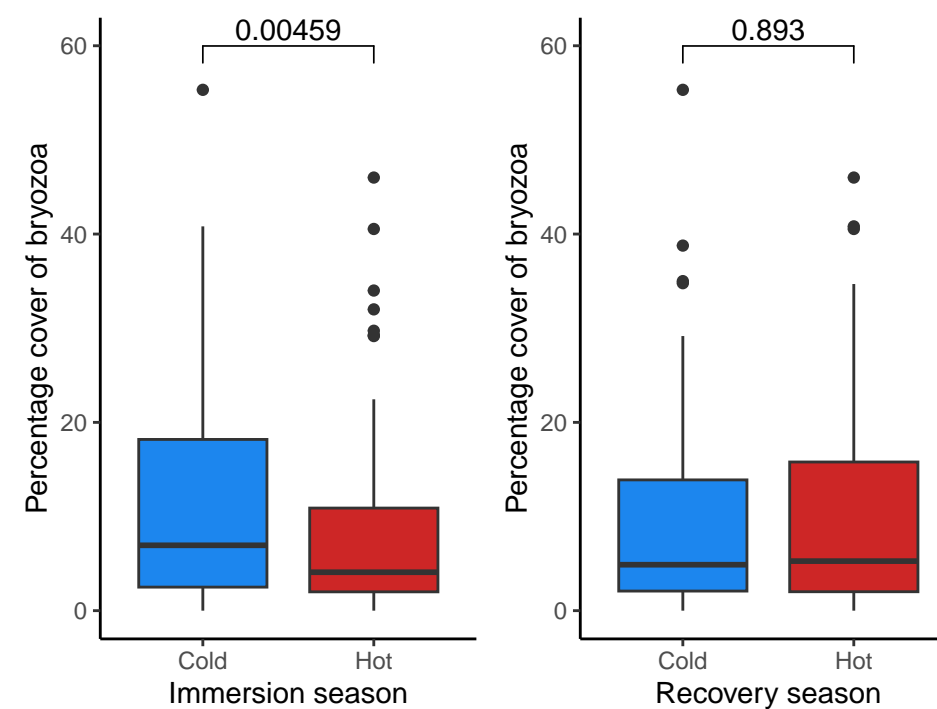 0.00459
60
40
20
0
Percentage cover of bryozoa
Cold Hot
Immersion season
0.893
60
40
20
0
Percentage cover of bryozoa
Cold Hot
Recovery season